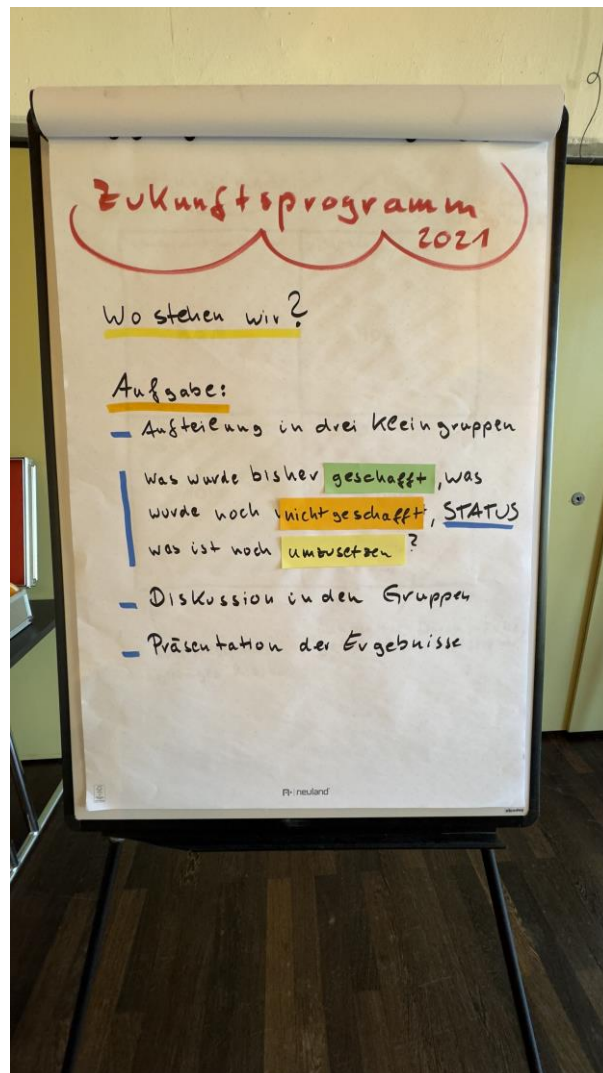 Zukunftsprogramm
2021
Wo stehen wir?
Aufgabe:
– Aufteilung in drei Kleingruppen
Was wurde bisher geschafft, was
wurde noch nicht geschafft, STATUS
was ist noch umzusetzen?
– Diskussion in den Gruppen
– Präsentation der Ergebnisse
neuland